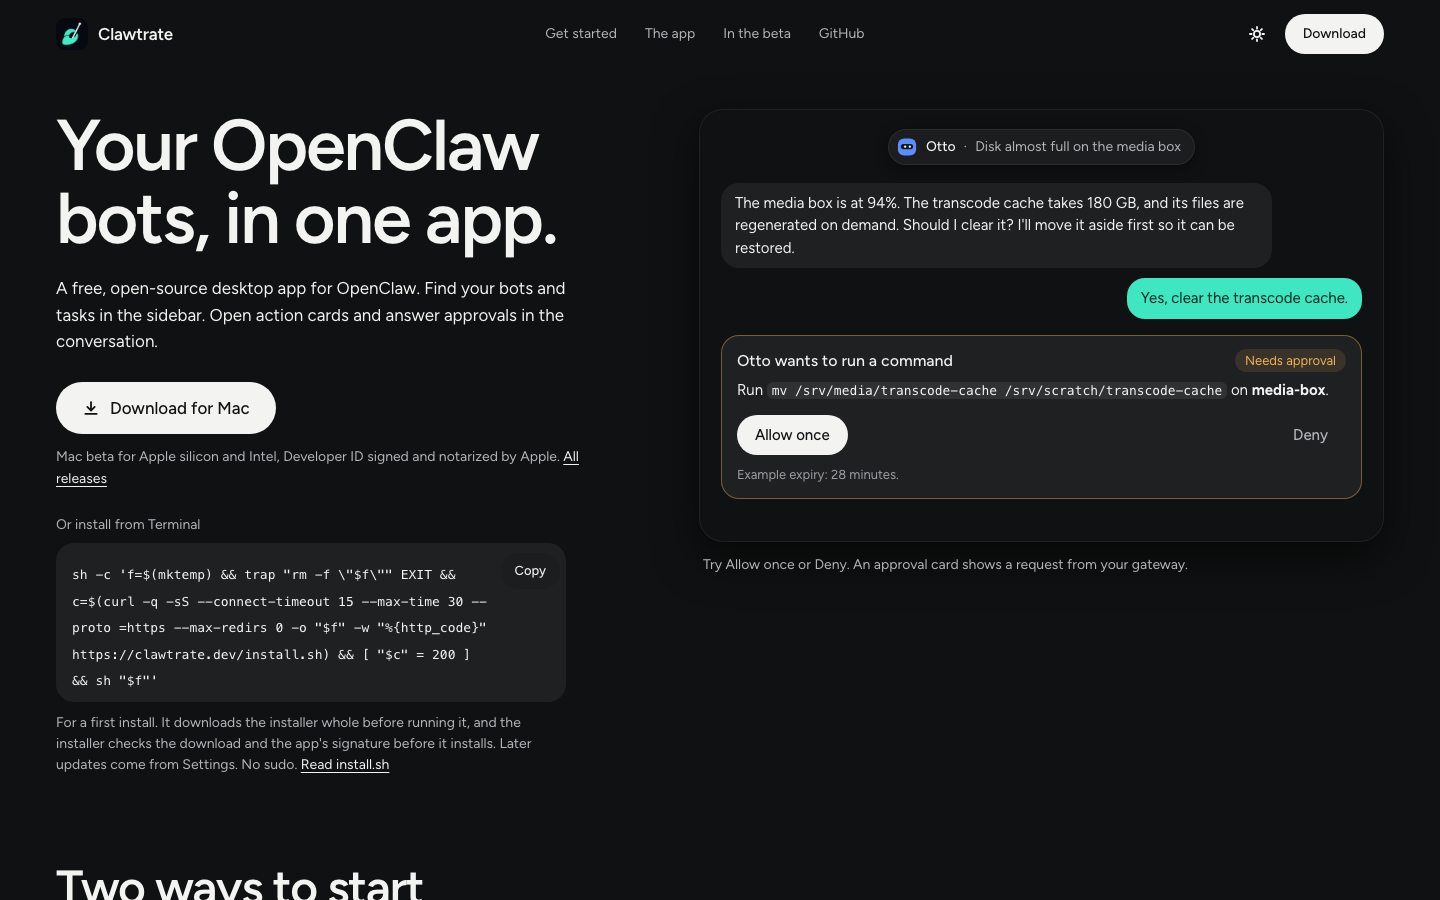 Clawtrate
Get started
The app
In the beta
GitHub
Download
Your OpenClaw
bots, in one app.
A free, open-source desktop app for OpenClaw. Find your bots and
tasks in the sidebar. Open action cards and answer approvals in the
conversation.
Download for Mac
Mac beta for Apple silicon and Intel, Developer ID signed and notarized by Apple. All
releases
Or install from Terminal
sh -c 'f=$(mktemp) && trap "rm -f \"$f\"" EXIT &&
c=$(curl -q -sS --connect-timeout 15 --max-time 30 --
proto =https --max-redirs 0 -o "$f" -w "%{http_code}"
https://clawtrate.dev/install.sh) && [ "$c" = 200 ]
&& sh "$f"'
Copy
For a first install. It downloads the installer whole before running it, and the
installer checks the download and the app's signature before it installs. Later
updates come from Settings. No sudo. Read install.sh
Otto · Disk almost full on the media box
The media box is at 94%. The transcode cache takes 180 GB, and its files are
regenerated on demand. Should I clear it? I'll move it aside first so it can be
restored.
Yes, clear the transcode cache.
Otto wants to run a command
Needs approval
Run mv /srv/media/transcode-cache /srv/scratch/transcode-cache on media-box.
Allow once
Deny
Example expiry: 28 minutes.
Try Allow once or Deny. An approval card shows a request from your gateway.
Two ways to start